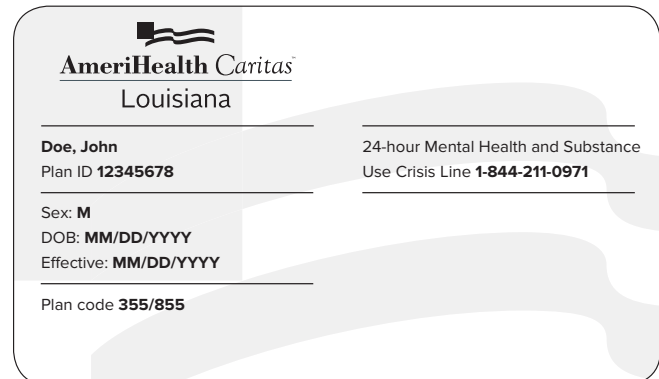 AmeriHealth Caritas™
Louisiana
Doe, John
Plan ID 12345678
Sex: M
DOB: MM/DD/YYYY
Effective: MM/DD/YYYY
Plan code 355/855
24-hour Mental Health and Substance
Use Crisis Line 1-844-211-0971